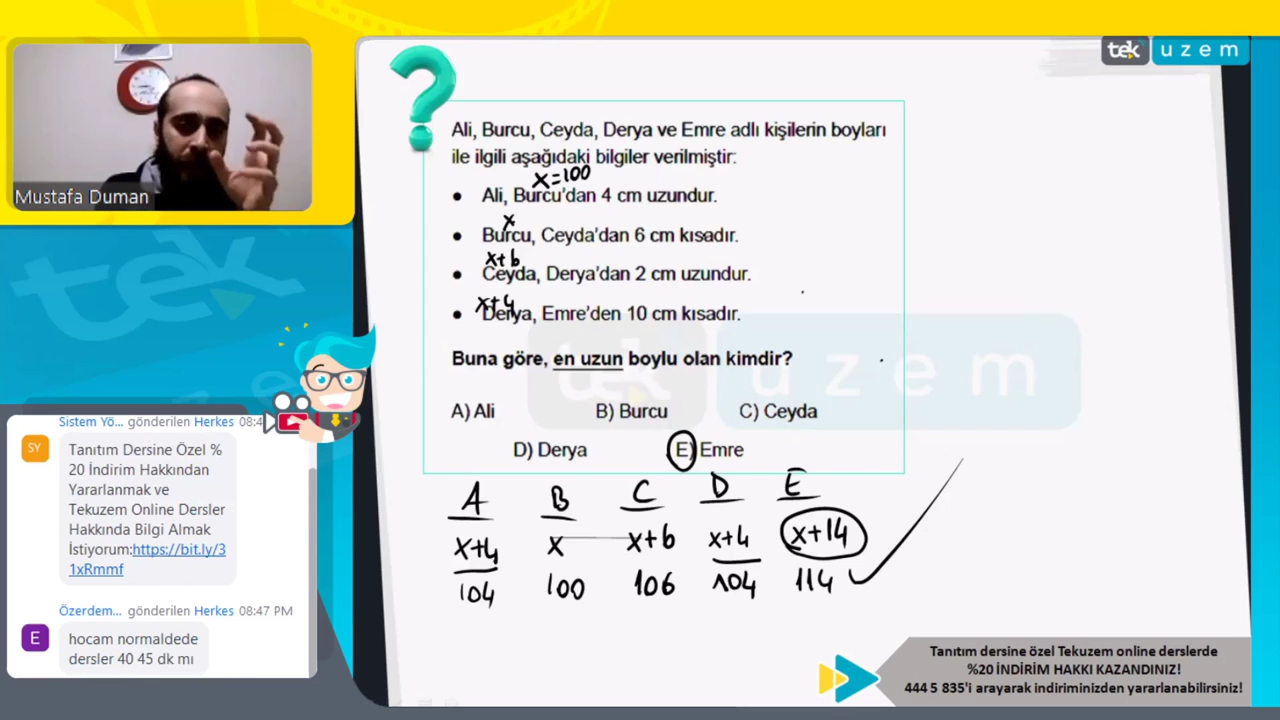 tek uzem
Mustafa Duman
Ali, Burcu, Ceyda, Derya ve Emre adlı kişilerin boyları
ile ilgili aşağıdaki bilgiler verilmiştir:
x=100
• Ali, Burcu'dan 4 cm uzundur.
x
• Burcu, Ceyda'dan 6 cm kısadır.
x+6
• Ceyda, Derya'dan 2 cm uzundur.
x+4
• Derya, Emre'den 10 cm kısadır.
Buna göre, en uzun boylu olan kimdir?
A) Ali B) Burcu C) Ceyda
D) Derya E) Emre
A B C D E
x+4 x x+6 x+4 x+14
104 100 106 104 114
tek uzem
tek
Sistem Yö... gönderilen Herkes 08:4
SY
Tanıtım Dersine Özel %
20 İndirim Hakkından
Yararlanmak ve
Tekuzem Online Dersler
Hakkında Bilgi Almak
İstiyorum:https://bit.ly/3
1xRmmf
Özerdem... gönderilen Herkes 08:47 PM
E
hocam normaldede
dersler 40 45 dk mı
Tanıtım dersine özel Tekuzem online derslerde
%20 İNDİRİM HAKKI KAZANDINIZ!
444 5 835'i arayarak indiriminizden yararlanabilirsiniz!